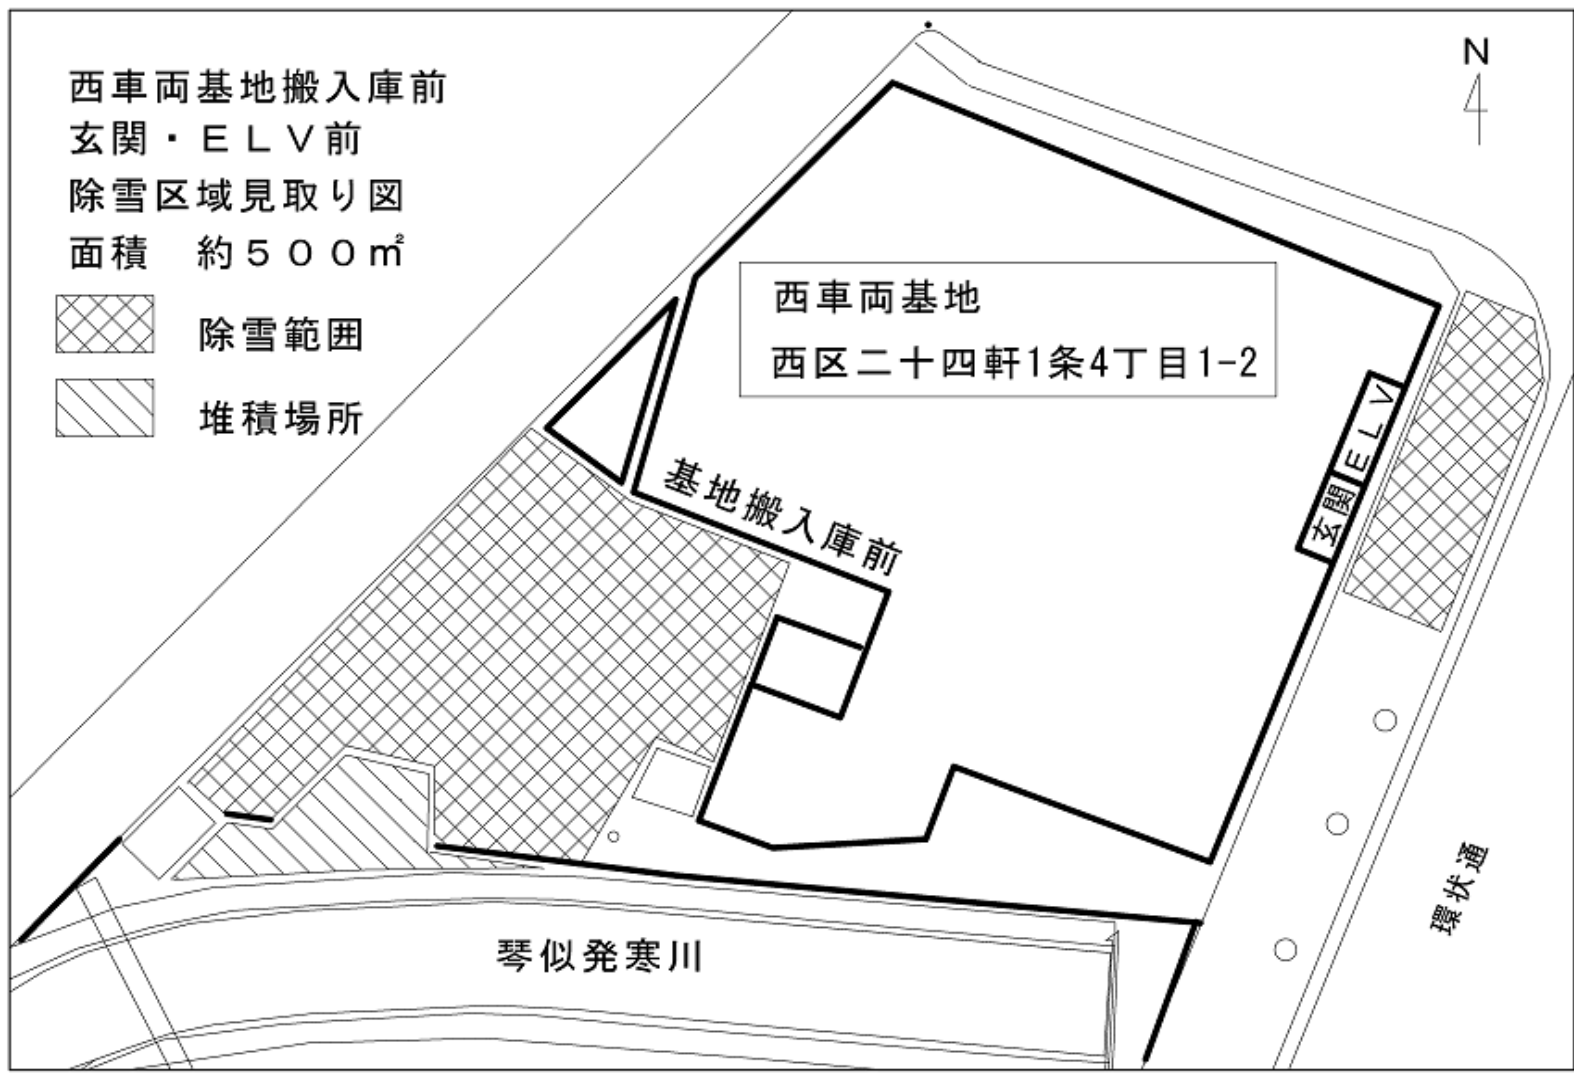 西車両基地搬入庫前
玄関・ＥＬＶ前
除雪区域見取り図
面積　約５００㎡
除雪範囲
堆積場所
N
西車両基地
西区二十四軒1条4丁目1-2
ＥＬＶ
玄関
基地搬入庫前
環状通
琴似発寒川